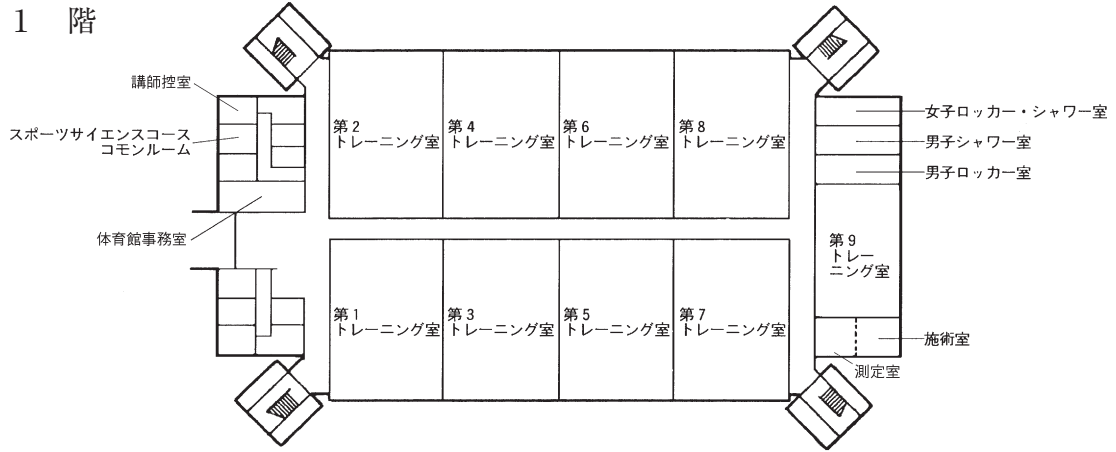 1 階
講師控室
スポーツサイエンスコース
コモンルーム
体育館事務室
第2
トレーニング室
第4
トレーニング室
第6
トレーニング室
第8
トレーニング室
女子ロッカー・シャワー室
男子シャワー室
男子ロッカー室
第9
トレー
ニング室
第1
トレーニング室
第3
トレーニング室
第5
トレーニング室
第7
トレーニング室
施術室
測定室